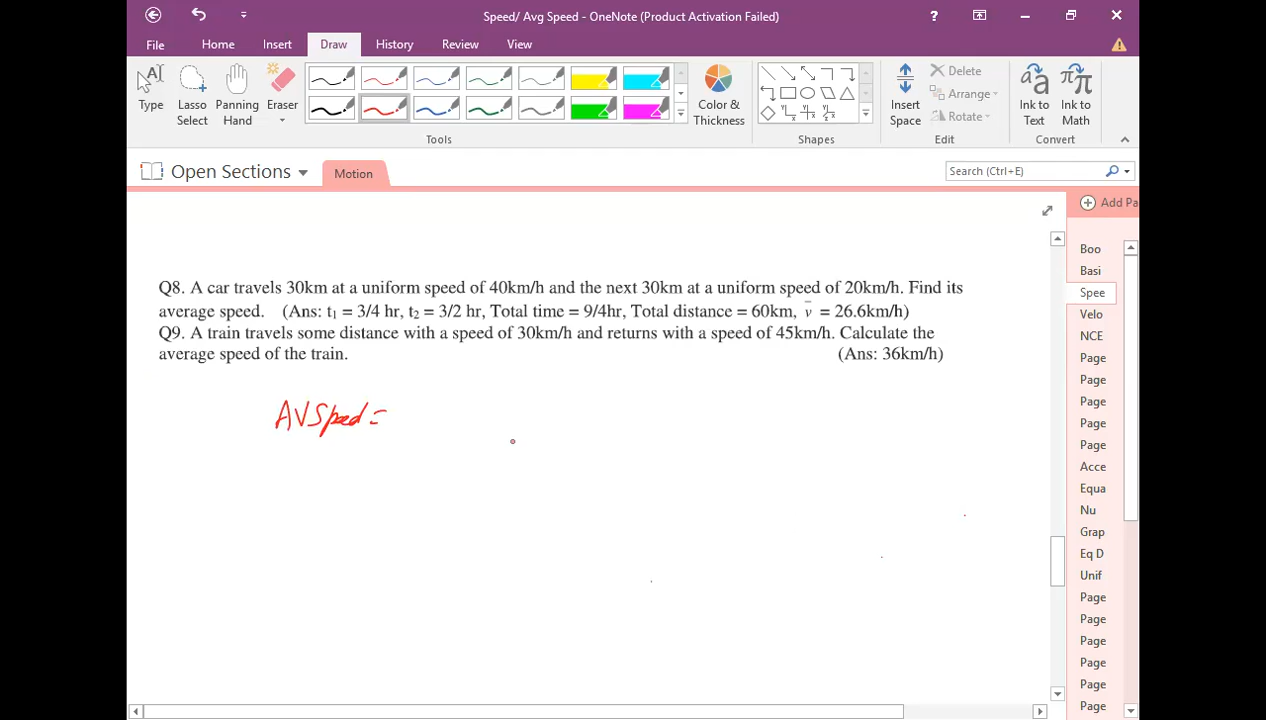 Speed/ Avg Speed - OneNote (Product Activation Failed)
?
File Home Insert Draw History Review View
Type
Lasso Select
Panning Hand
Eraser
Color & Thickness
Insert Space
Delete
Arrange
Rotate
Ink to Text
Ink to Math
Tools
Shapes
Edit
Convert
Open Sections
Motion
Search (Ctrl+E)
Add Pa
Q8. A car travels 30km at a uniform speed of 40km/h and the next 30km at a uniform speed of 20km/h. Find its
average speed. (Ans: t₁ = 3/4 hr, t₂ = 3/2 hr, Total time = 9/4hr, Total distance = 60km, v̅ = 26.6km/h)
Q9. A train travels some distance with a speed of 30km/h and returns with a speed of 45km/h. Calculate the
average speed of the train. (Ans: 36km/h)
AVSpeed =
Boo
Basi
Spee
Velo
NCE
Page
Page
Page
Page
Page
Acce
Equa
Nu
Grap
Eq D
Unif
Page
Page
Page
Page
Page
Page